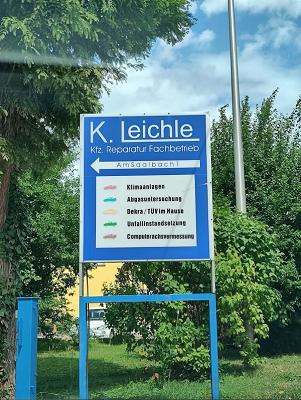 K. Leichle
Kfz. Reparatur Fachbetrieb
Am Saalbach 1
Klimaanlagen
Abgasuntersuchung
Dekra / TÜV im Hause
Unfallinstandsetzung
Computerachsvermessung